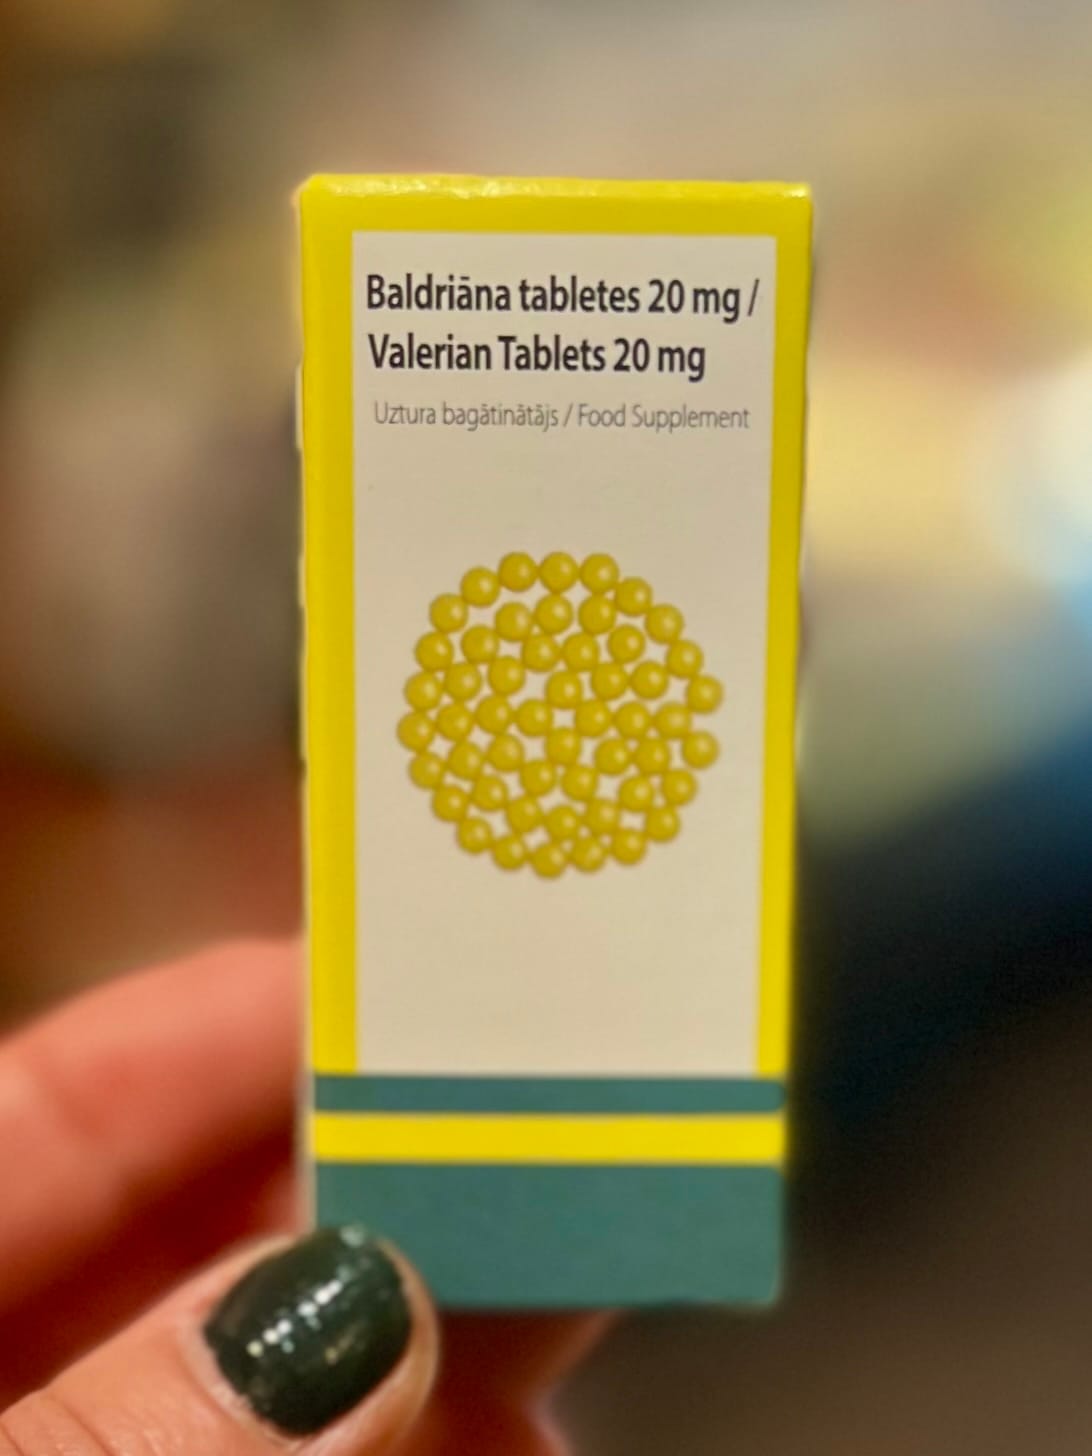 Baldriāna tabletes 20 mg /
Valerian Tablets 20 mg
Uztura bagātinātājs / Food Supplement